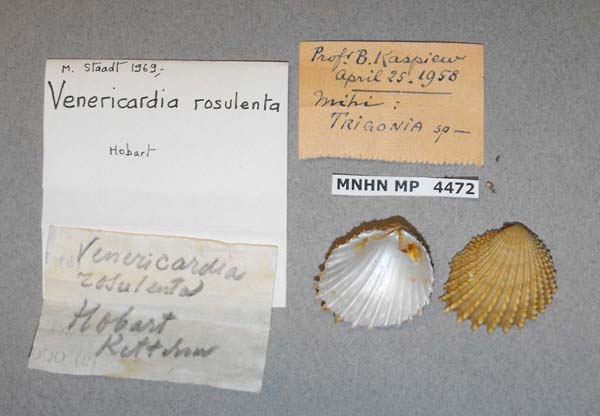 M. Staadt 1969,-
Venericardia rosulenta
Hobart
Venericardia
rosulenta
Hobart
Prof. B. Kaspiew
April 25. 1958
Mihi :
TRIGONIA sp—
MNHN MP 4472